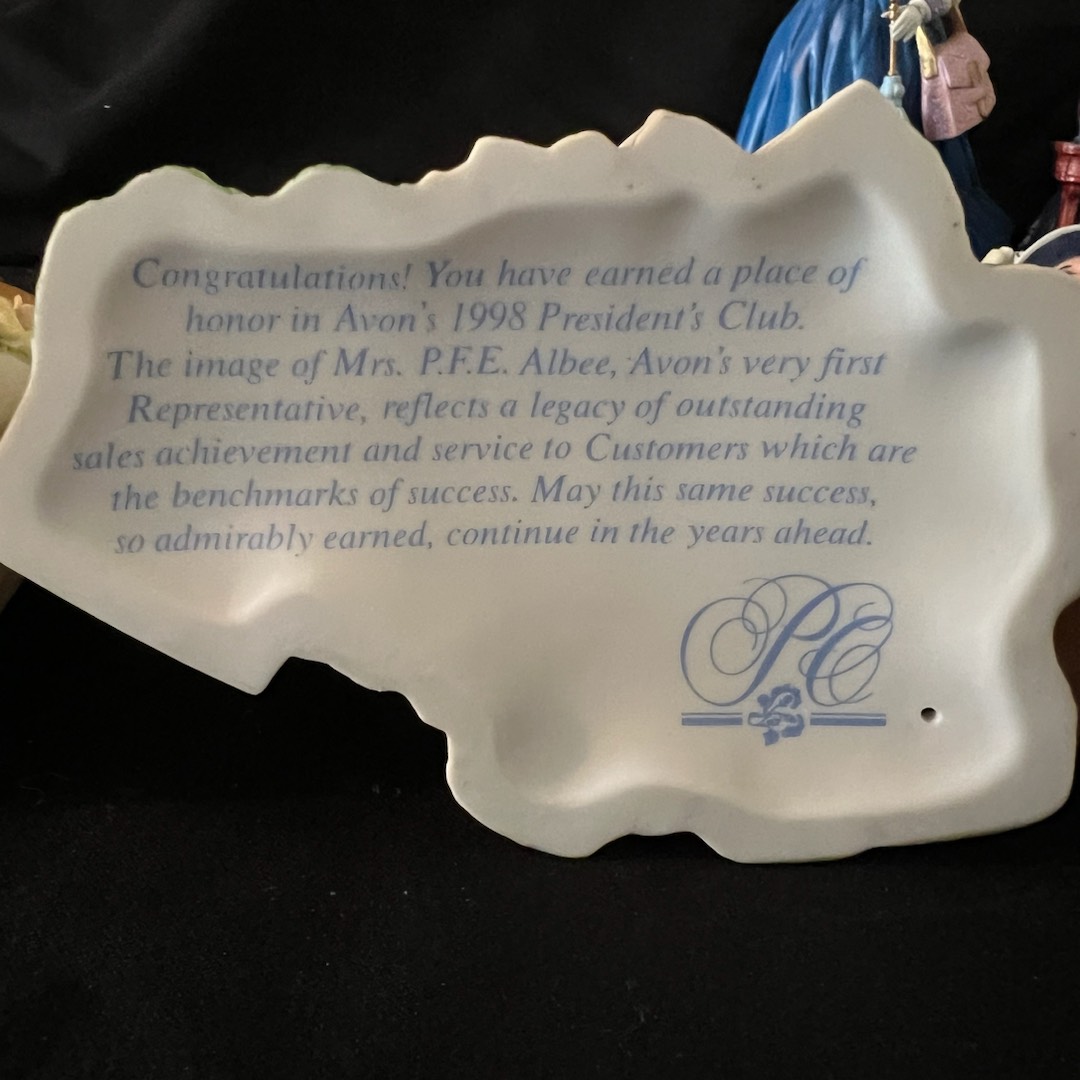 Congratulations! You have earned a place of
honor in Avon's 1998 President's Club.
The image of Mrs. P.F.E. Albee, Avon's very first
Representative, reflects a legacy of outstanding
sales achievement and service to Customers which are
the benchmarks of success. May this same success,
so admirably earned, continue in the years ahead.
PC